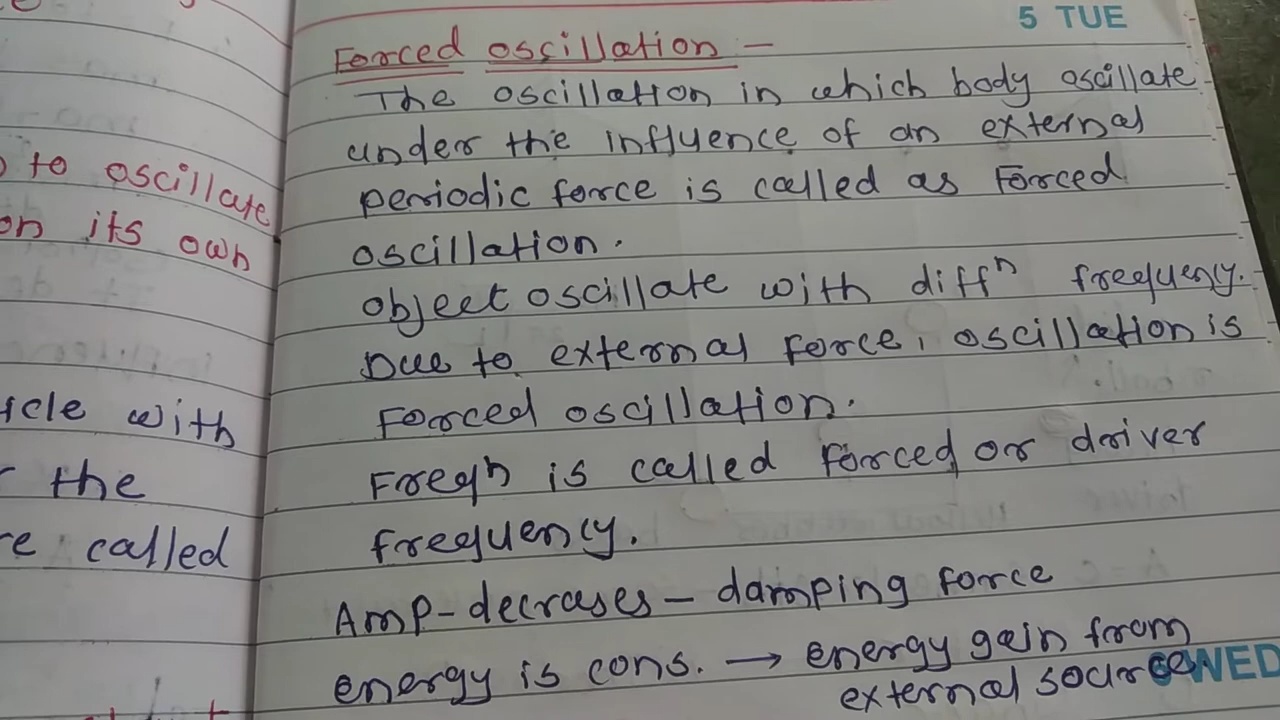 5 TUE
Forced oscillation –
The oscillation in which body oscillate
under the influence of an external
periodic force is called as Forced
oscillation.
object oscillate with diffⁿ frequency.
Due to external force, oscillation is
Forced oscillation.
Freqⁿ is called forced or driver
frequency.
Amp-decrases – damping force
energy is cons. → energy gain from
external source
WED
to oscillate
on its own
icle with
the
called